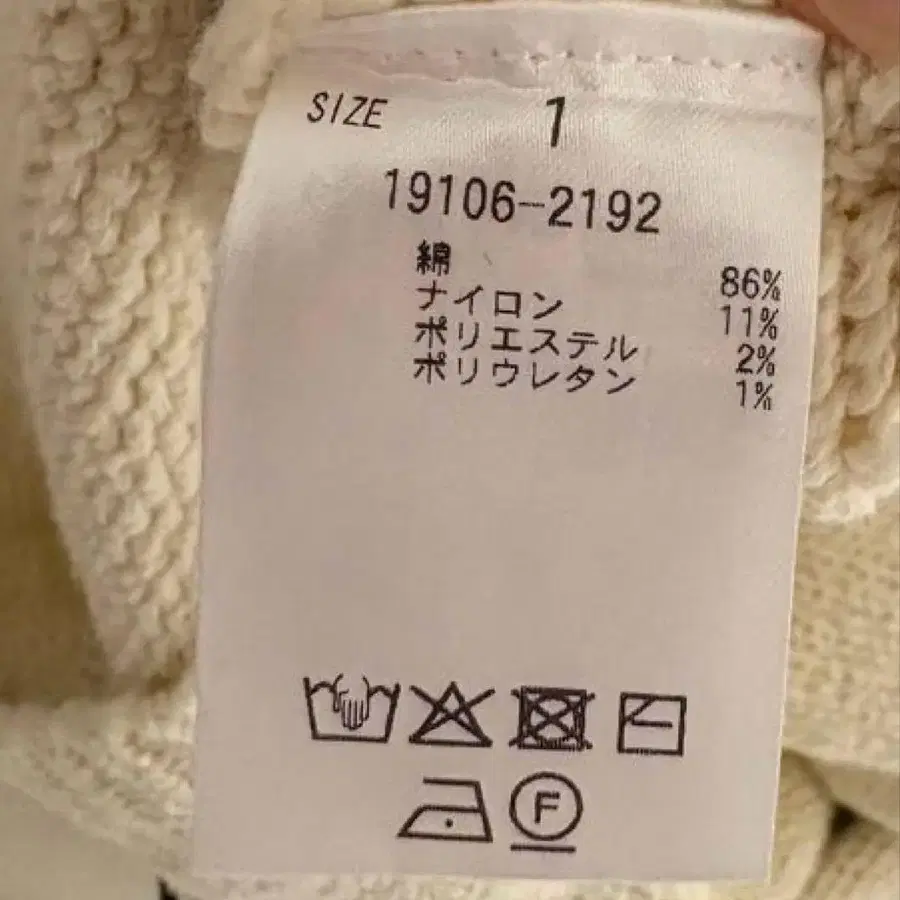 SIZE 1
19106-2192
綿 86%
ナイロン 11%
ポリエステル 2%
ポリウレタン 1%
F